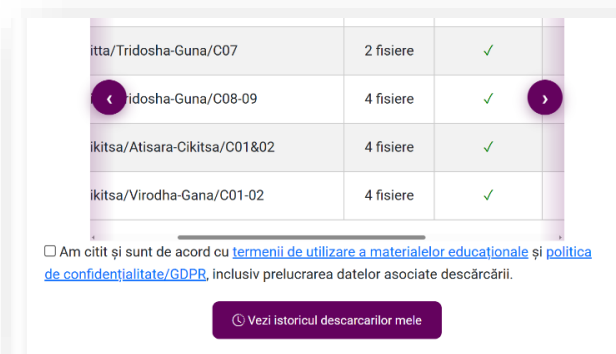 itta/Tridosha-Guna/C07 2 fisiere ✓
idosha-Guna/C08-09 4 fisiere ✓
ikitsa/Atisara-Cikitsa/C01&02 4 fisiere ✓
ikitsa/Virodha-Gana/C01-02 4 fisiere ✓
Am citit și sunt de acord cu termenii de utilizare a materialelor educaționale și politica
de confidențialitate/GDPR, inclusiv prelucrarea datelor asociate descărcării.
Vezi istoricul descarcarilor mele